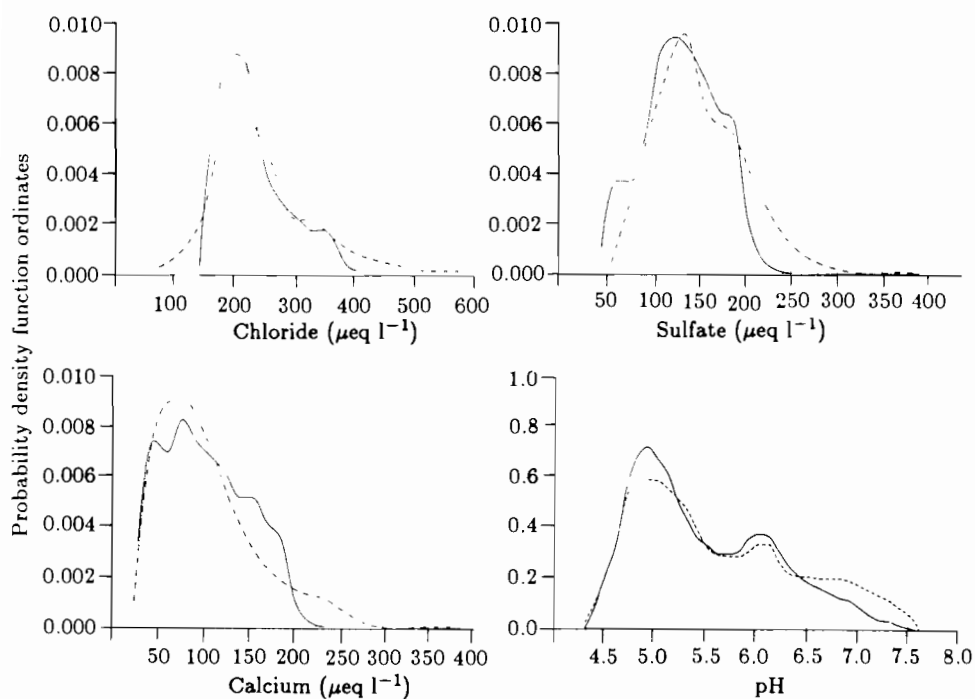 Probability density function ordinates
0.010
0.008
0.006
0.004
0.002
0.000
100 200 300 400 500 600
Chloride (μeq l⁻¹)
0.010
0.008
0.006
0.004
0.002
0.000
50 100 150 200 250 300 350 400
Sulfate (μeq l⁻¹)
0.010
0.008
0.006
0.004
0.002
0.000
50 100 150 200 250 300 350 400
Calcium (μeq l⁻¹)
1.0
0.8
0.6
0.4
0.2
0.0
4.5 5.0 5.5 6.0 6.5 7.0 7.5 8.0
pH